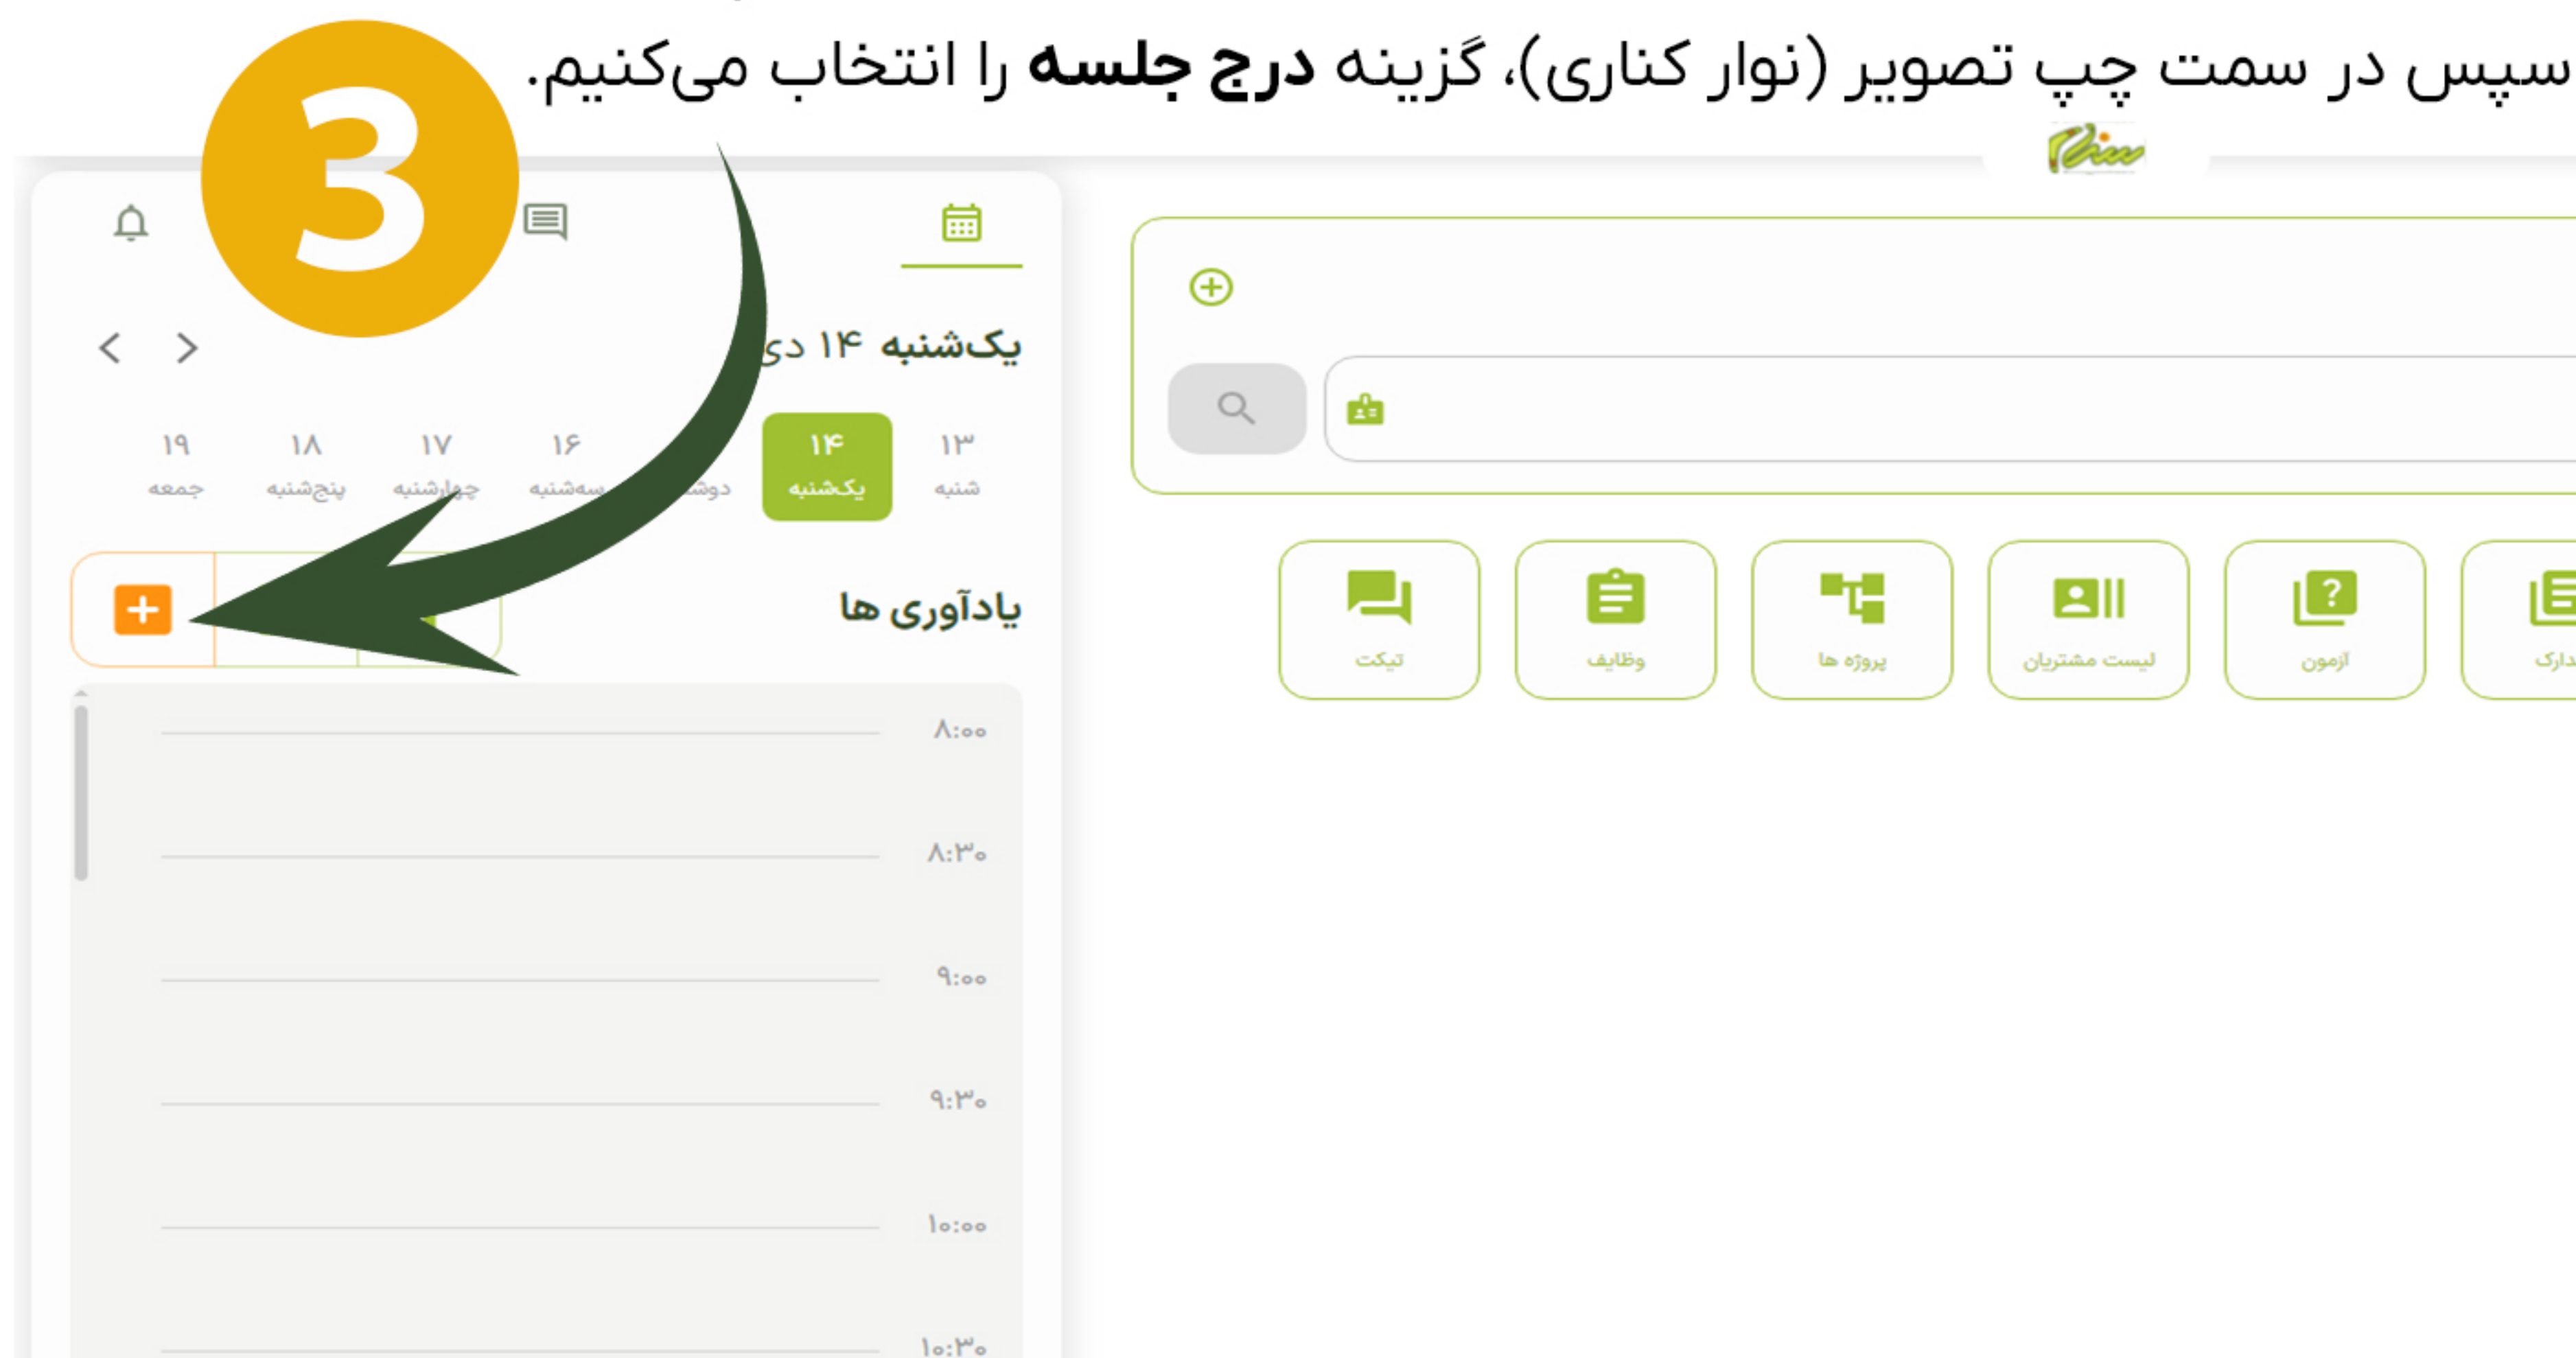 سپس در سمت چپ تصویر (نوار کناری)، گزینه درج جلسه را انتخاب می‌کنیم.
3
یک‌شنبه ۱۴ دی
۱۳ ۱۴ ۱۶ ۱۷ ۱۸ ۱۹
شنبه یک‌شنبه دوشنـ سه‌شنبه چهارشنبه پنج‌شنبه جمعه
یادآوری ها
آزمون لیست مشتریان پروژه ها وظایف تیکت
۸:۰۰
۸:۳۰
۹:۰۰
۹:۳۰
۱۰:۰۰
۱۰:۳۰